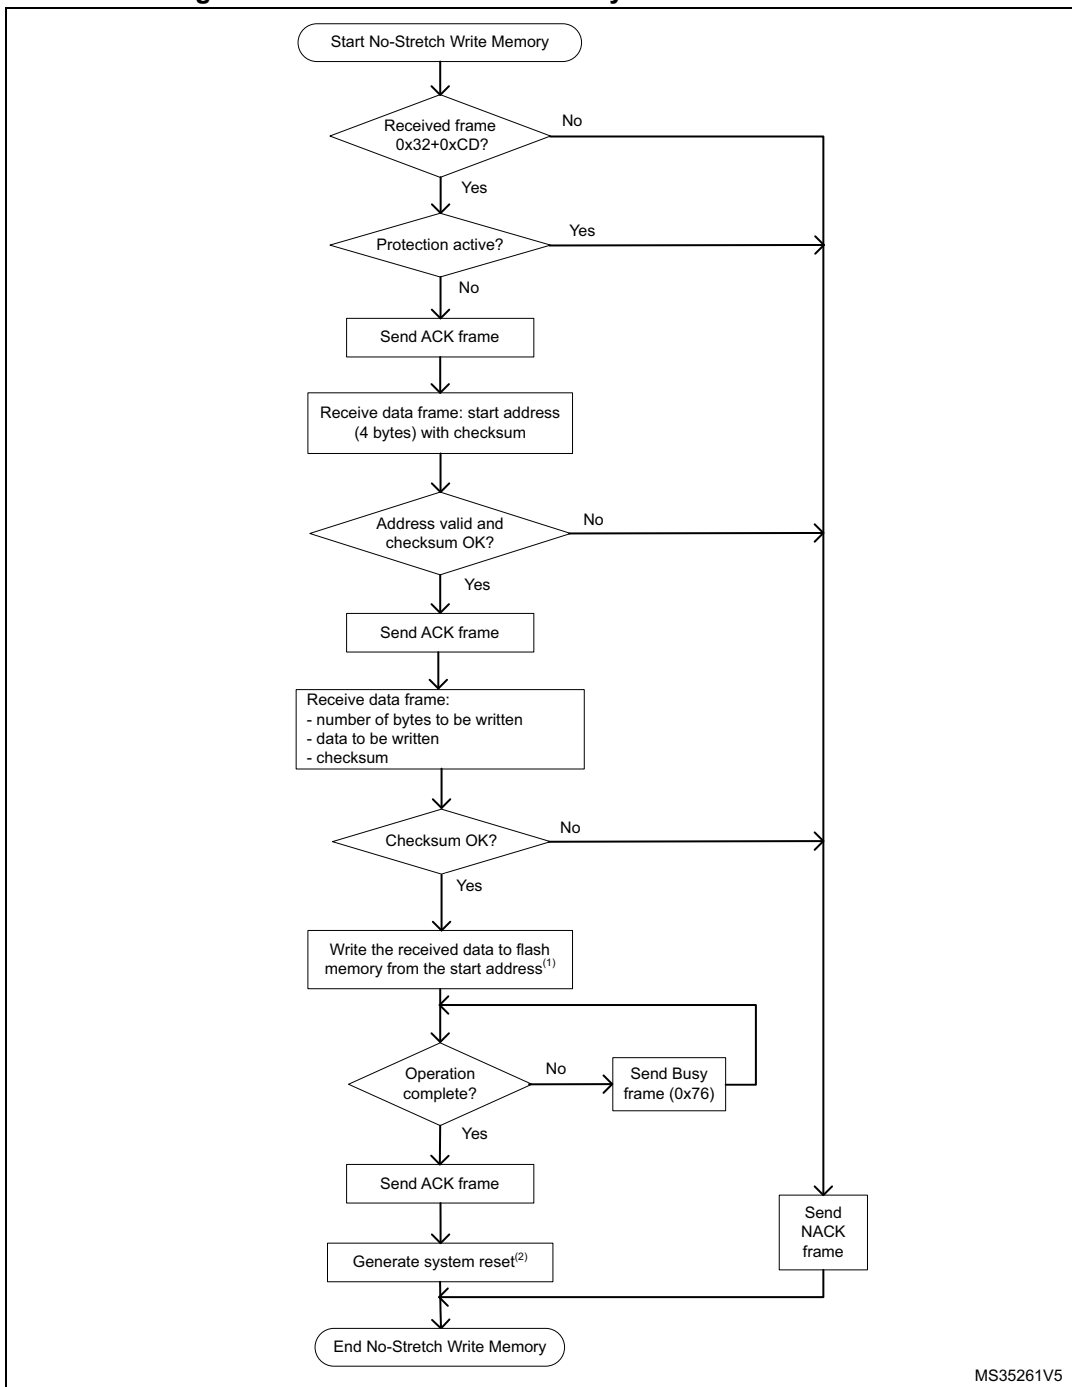 Start No-Stretch Write Memory
Received frame
0x32+0xCD?
No
Yes
Protection active?
Yes
No
Send ACK frame
Receive data frame: start address
(4 bytes) with checksum
Address valid and
checksum OK?
No
Yes
Send ACK frame
Receive data frame:
- number of bytes to be written
- data to be written
- checksum
Checksum OK?
No
Yes
Write the received data to flash
memory from the start address(1)
Operation
complete?
No
Send Busy
frame (0x76)
Yes
Send ACK frame
Send
NACK
frame
Generate system reset(2)
End No-Stretch Write Memory
MS35261V5